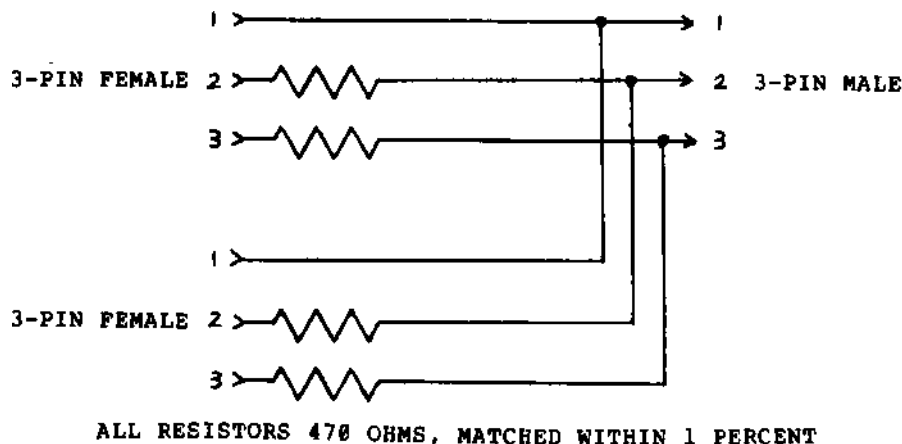 1 1
3-PIN FEMALE 2 2 3-PIN MALE
3 3
1
3-PIN FEMALE 2
3
ALL RESISTORS 470 OHMS, MATCHED WITHIN 1 PERCENT